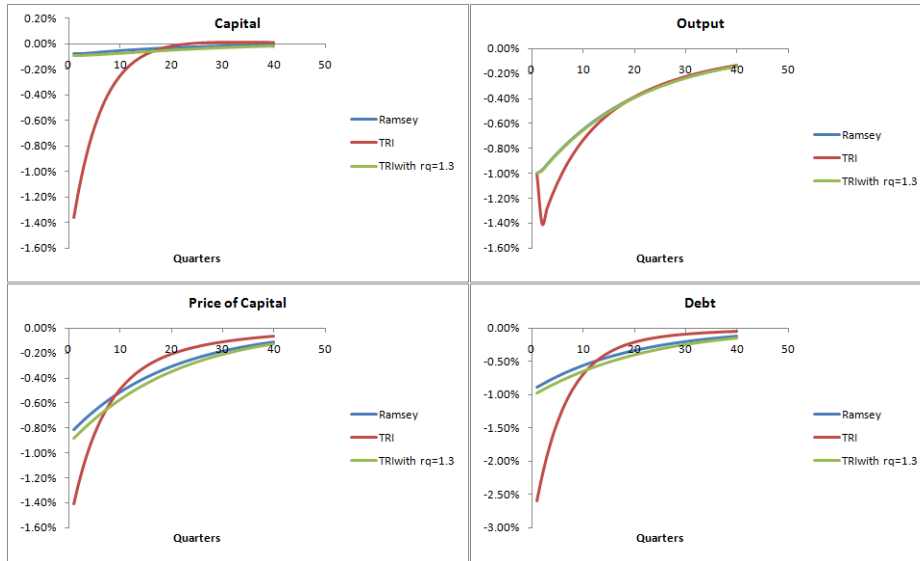 Capital
0.20%
0.00%
-0.20%
-0.40%
-0.60%
-0.80%
-1.00%
-1.20%
-1.40%
-1.60%
0 10 20 30 40 50
Ramsey
TRI
TRIwith rq=1.3
Quarters
Output
0.00%
-0.20%
-0.40%
-0.60%
-0.80%
-1.00%
-1.20%
-1.40%
-1.60%
0 10 20 30 40 50
Ramsey
TRI
TRIwith rq=1.3
Quarters
Price of Capital
0.00%
-0.20%
-0.40%
-0.60%
-0.80%
-1.00%
-1.20%
-1.40%
-1.60%
0 10 20 30 40 50
Ramsey
TRI
TRIwith rq=1.3
Quarters
Debt
0.00%
-0.50%
-1.00%
-1.50%
-2.00%
-2.50%
-3.00%
0 10 20 30 40 50
Ramsey
TRI
TRIwith rq=1.3
Quarters